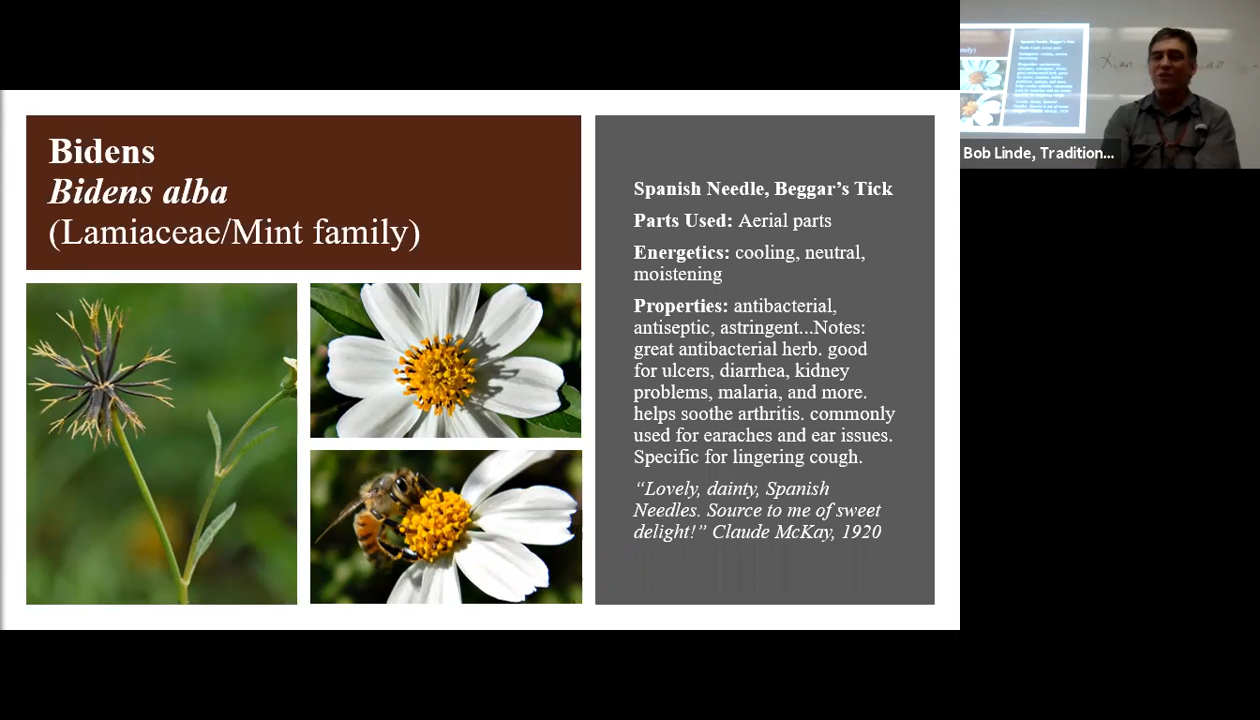 Bidens
Bidens alba
(Lamiaceae/Mint family)
Spanish Needle, Beggar's Tick
Parts Used: Aerial parts
Energetics: cooling, neutral,
moistening
Properties: antibacterial,
antiseptic, astringent...Notes:
great antibacterial herb. good
for ulcers, diarrhea, kidney
problems, malaria, and more.
helps soothe arthritis. commonly
used for earaches and ear issues.
Specific for lingering cough.
“Lovely, dainty, Spanish
Needles. Source to me of sweet
delight!” Claude McKay, 1920
Bob Linde, Tradition...